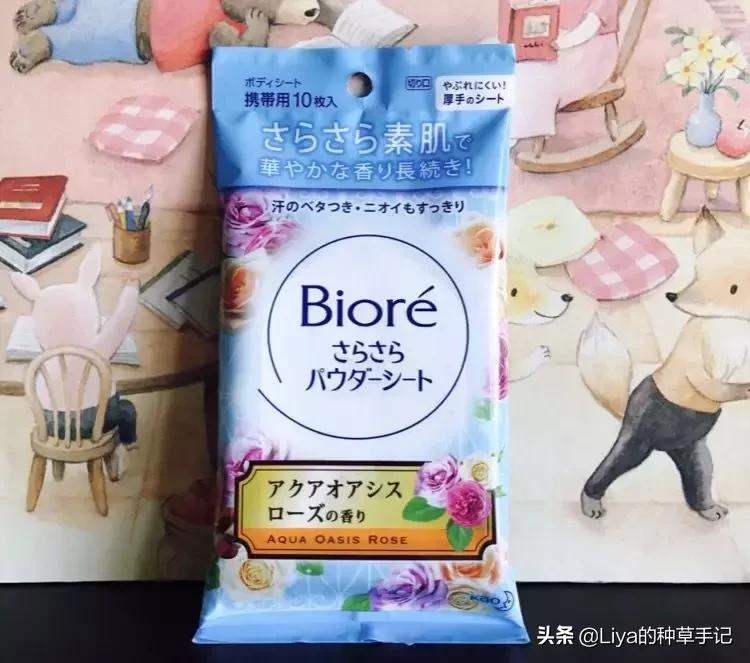 ボディシート
携帯用10枚入
切り口
やぶれにくい!
厚手のシート
さらさら素肌で
華やかな香り長続き!
汗のベタつき・ニオイもすっきり
Bioré
さらさら
パウダーシート
アクアオアシス
ローズの香り
AQUA OASIS ROSE
Kao
头条 @Liya的种草手记